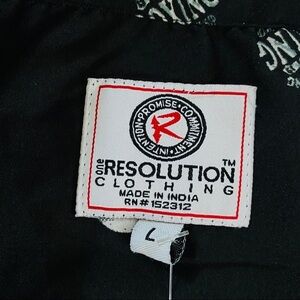 INTENTION • PROMISE • COMMITMENT •
R
one
RESOLUTION™
CLOTHING
MADE IN INDIA
RN # 152312
L